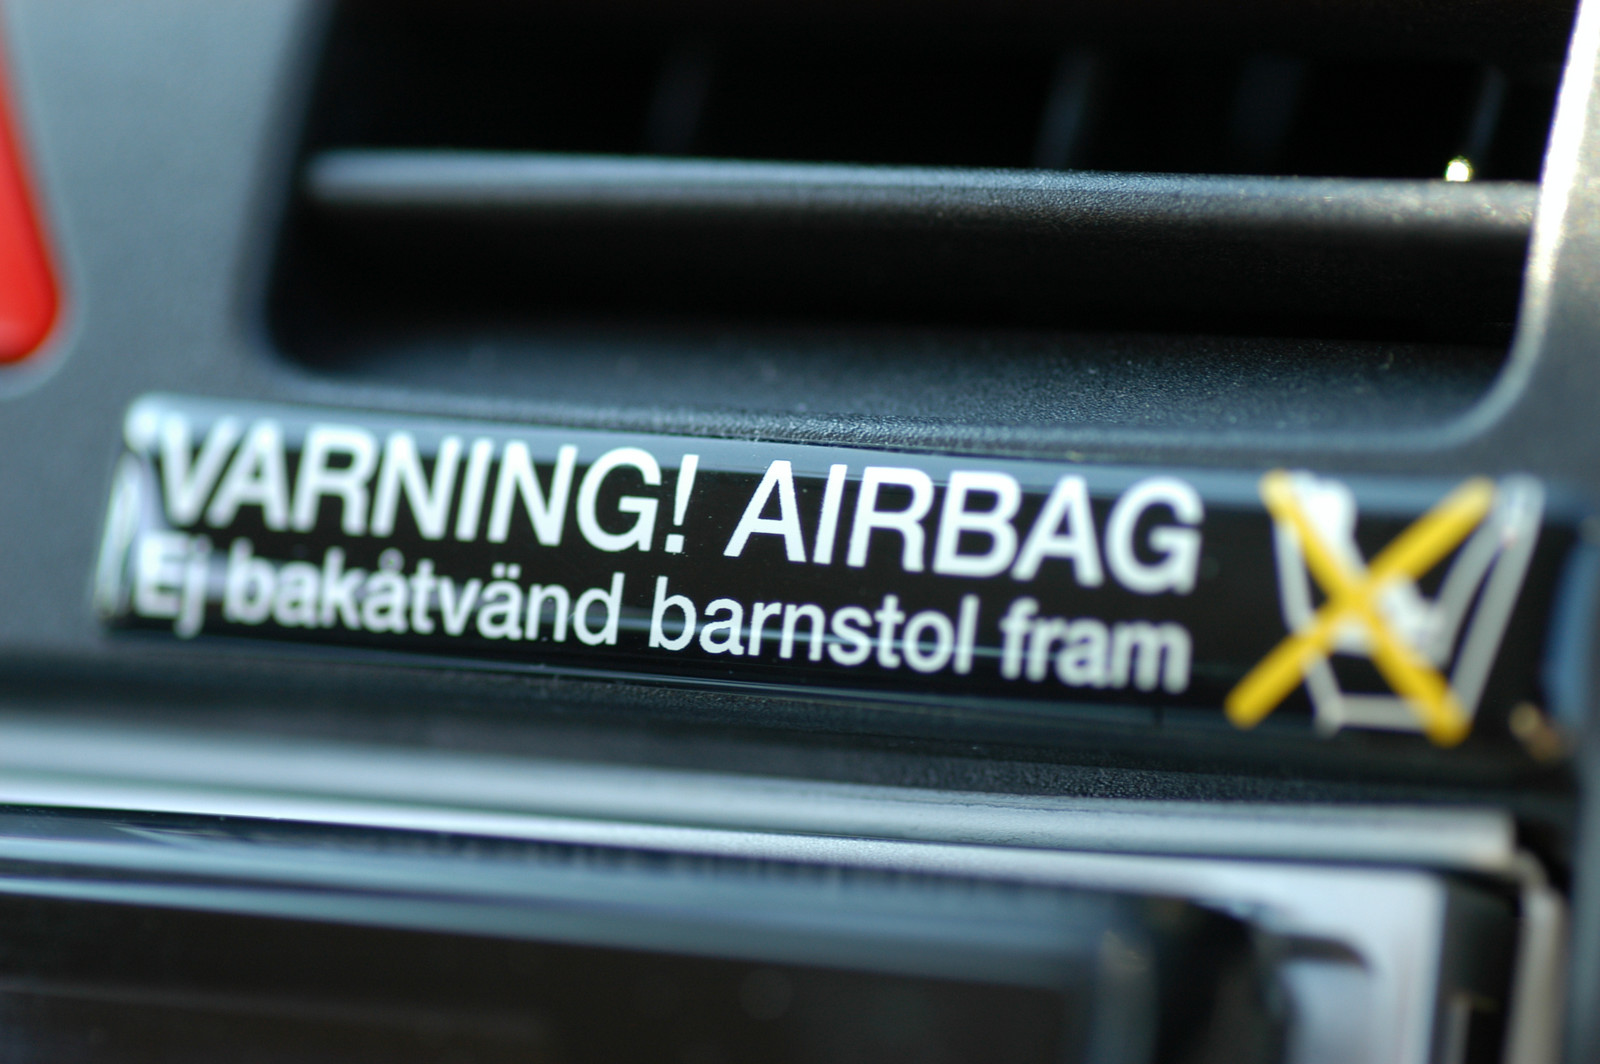 VARNING! AIRBAG
Ej bakåtvänd barnstol fram